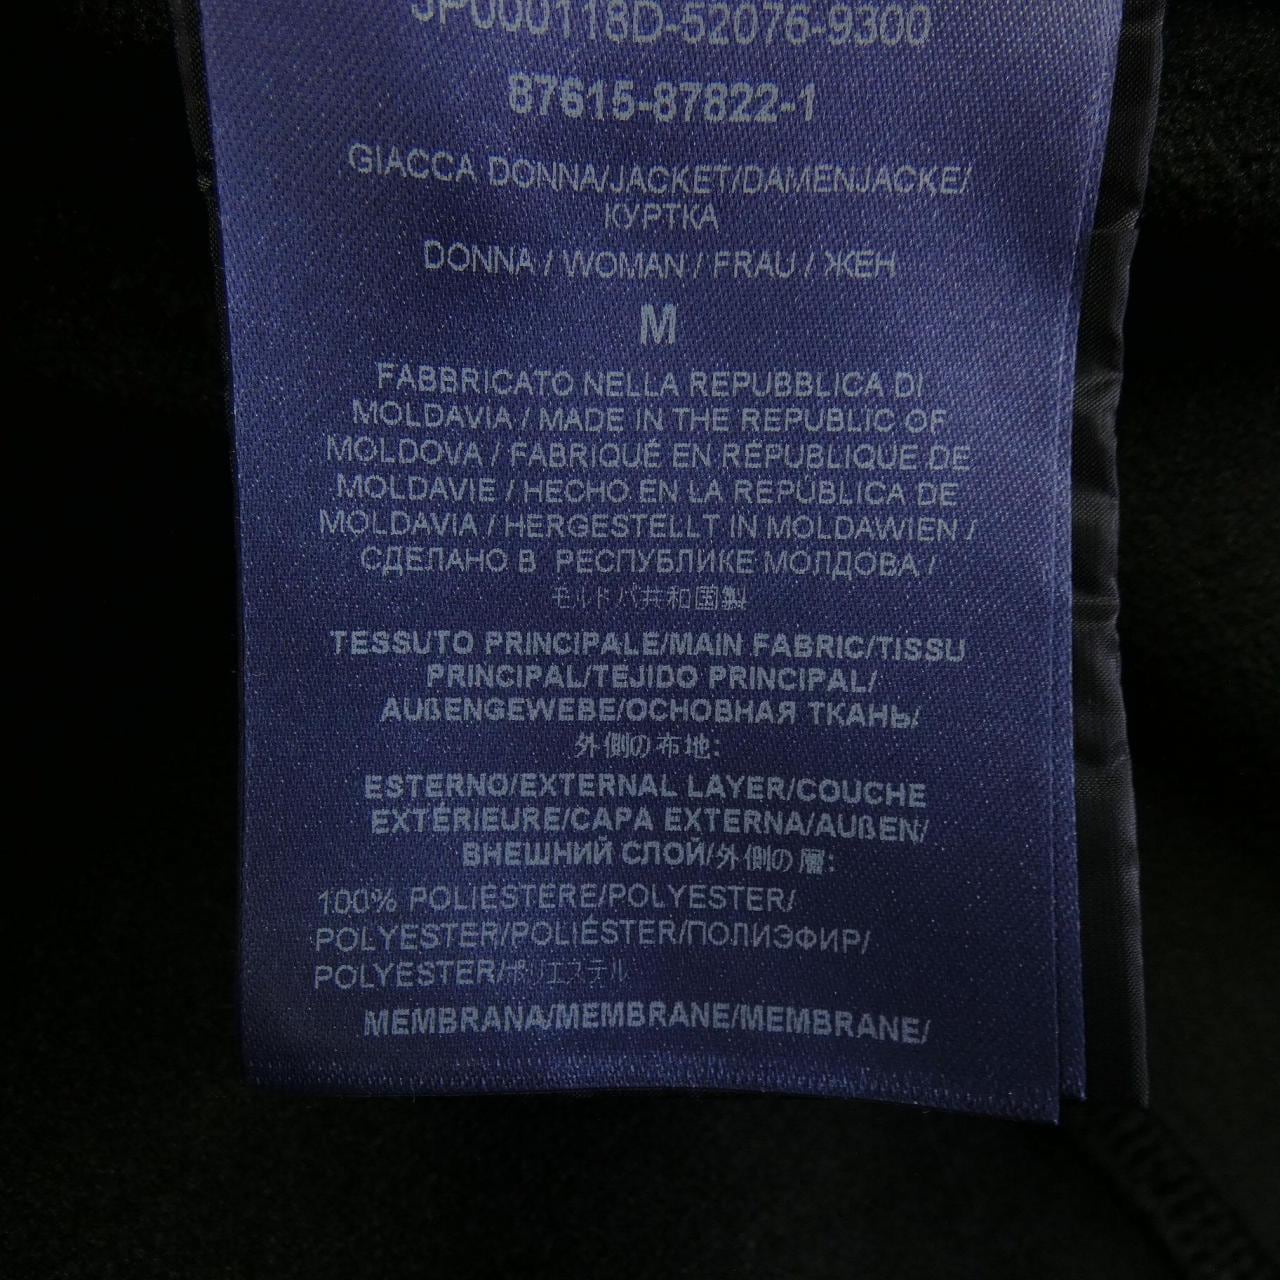 JP000118D-52076-9300
87615-87822-1
GIACCA DONNA/JACKET/DAMENJACKE/
КУРТКА
DONNA / WOMAN / FRAU / ЖЕН
M
FABBRICATO NELLA REPUBBLICA DI
MOLDAVIA / MADE IN THE REPUBLIC OF
MOLDOVA / FABRIQUÉ EN RÉPUBLIQUE DE
MOLDAVIE / HECHO EN LA REPÚBLICA DE
MOLDAVIA / HERGESTELLT IN MOLDAWIEN /
СДЕЛАНО В РЕСПУБЛИКЕ МОЛДОВА /
モルドバ共和国製
TESSUTO PRINCIPALE/MAIN FABRIC/TISSU
PRINCIPAL/TEJIDO PRINCIPAL/
AUßENGEWEBE/ОСНОВНАЯ ТКАНЬ/
外側の布地:
ESTERNO/EXTERNAL LAYER/COUCHE
EXTÉRIEURE/CAPA EXTERNA/AUßEN/
ВНЕШНИЙ СЛОЙ/外側の層:
100% POLIESTERE/POLYESTER/
POLYESTER/POLIÉSTER/ПОЛИЭФИР/
POLYESTER/ポリエステル
MEMBRANA/MEMBRANE/MEMBRANE/